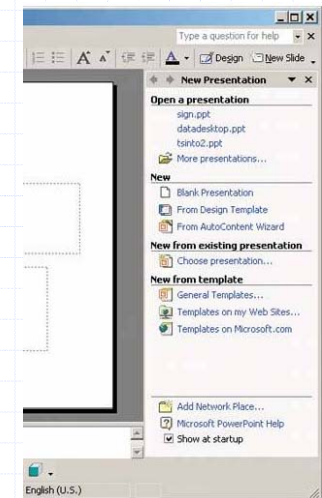 Type a question for help
A A A Design New Slide
New Presentation
Open a presentation
sign.ppt
datadesktop.ppt
tsinto2.ppt
More presentations...
New
Blank Presentation
From Design Template
From AutoContent Wizard
New from existing presentation
Choose presentation...
New from template
General Templates...
Templates on my Web Sites...
Templates on Microsoft.com
Add Network Place...
Microsoft PowerPoint Help
Show at startup
English (U.S.)